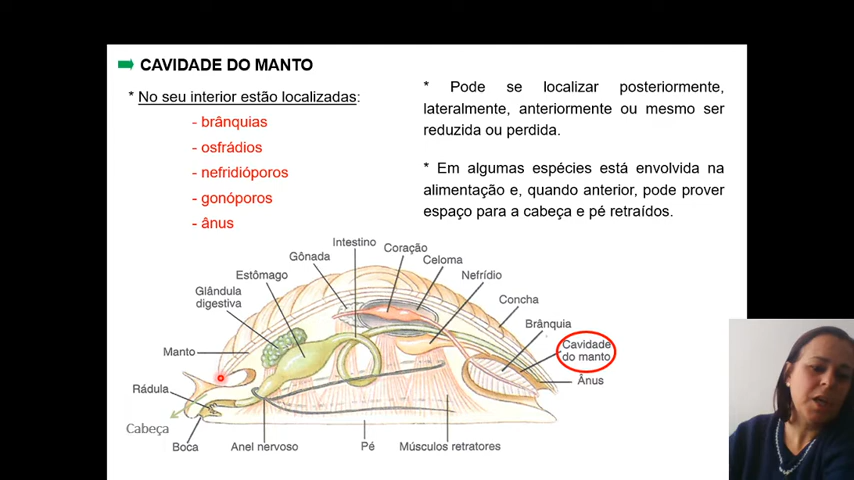 CAVIDADE DO MANTO
* No seu interior estão localizadas:
- brânquias
- osfrádios
- nefridióporos
- gonóporos
- ânus
* Pode se localizar posteriormente,
lateralmente, anteriormente ou mesmo ser
reduzida ou perdida.
* Em algumas espécies está envolvida na
alimentação e, quando anterior, pode prover
espaço para a cabeça e pé retraídos.
Intestino
Coração
Gônada
Celoma
Estômago
Nefrídio
Glândula
digestiva
Concha
Brânquia
Manto
Cavidade
do manto
Ânus
Rádula
Cabeça
Boca
Anel nervoso
Pé
Músculos retratores